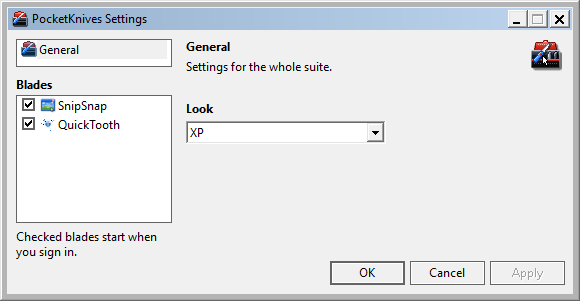 PocketKnives Settings
General
Blades
SnipSnap
QuickTooth
Checked blades start when
you sign in.
General
Settings for the whole suite.
Look
XP
OK
Cancel
Apply